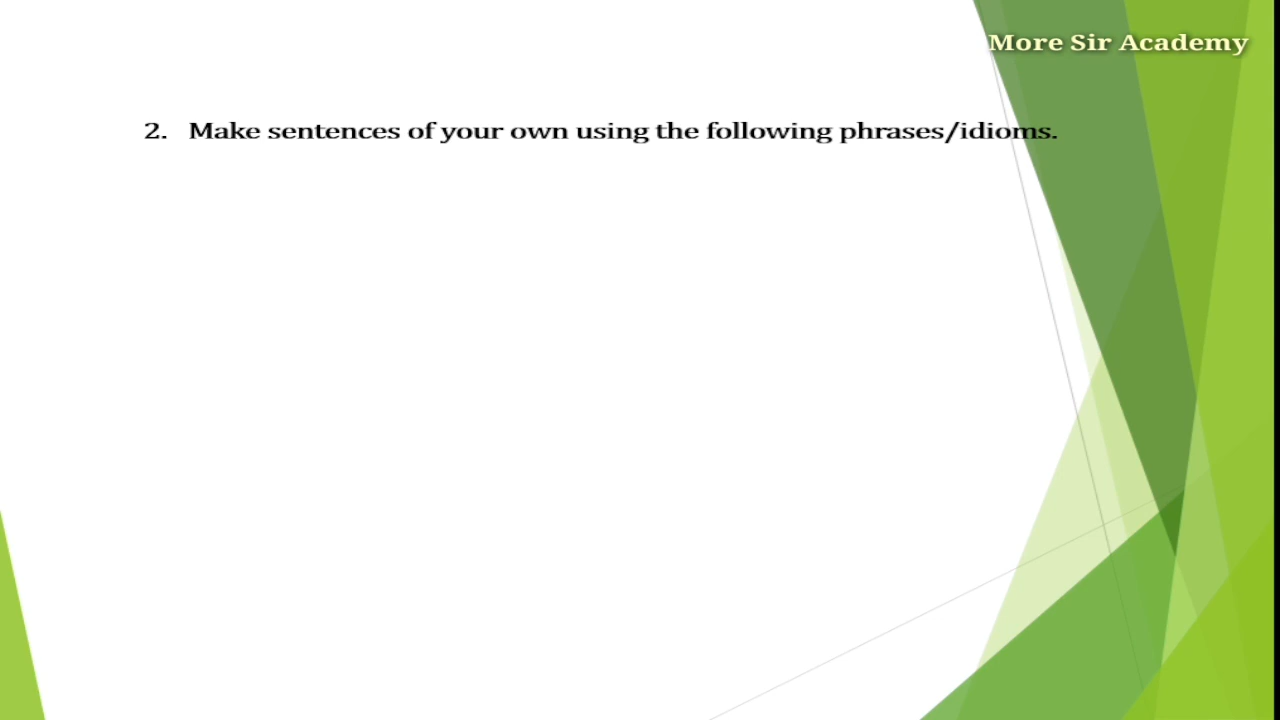 More Sir Academy
2. Make sentences of your own using the following phrases/idioms.